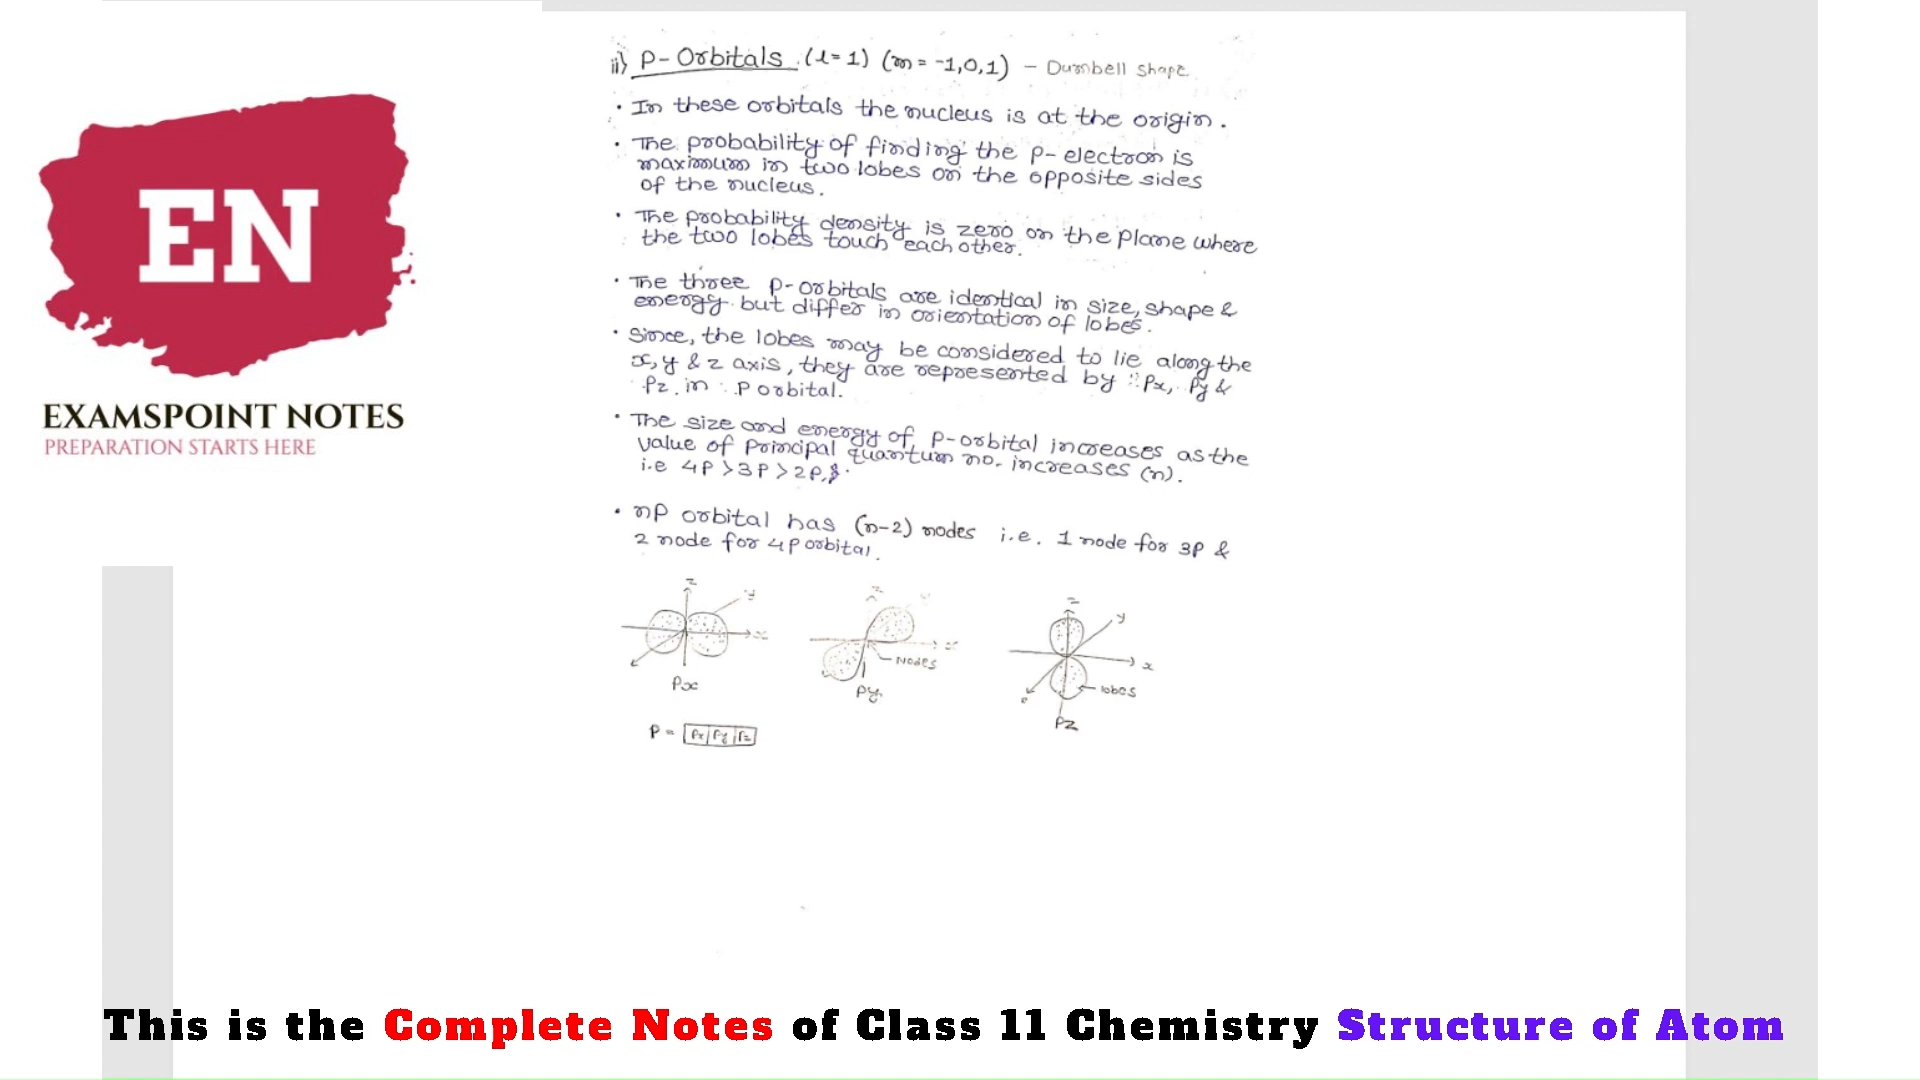 EN
EXAMSPOINT NOTES
PREPARATION STARTS HERE
ii) P-Orbitals (l=1) (m = -1,0,1) - Dumbell shape
• In these orbitals the nucleus is at the origin.
• The probability of finding the p-electron is
maximum in two lobes on the opposite sides
of the nucleus.
• The probability density is zero on the plane where
the two lobes touch each other.
• The three p-orbitals are identical in size, shape &
energy but differ in orientation of lobes.
• Since, the lobes may be considered to lie along the
x, y & z axis, they are represented by Px, Py &
Pz in p orbital.
• The size and energy of p-orbital increases as the
value of principal quantum no. increases (n).
i.e 4P > 3P > 2P
• nP orbital has (n-2) nodes i.e. 1 node for 3P &
2 node for 4p orbital.
z y x
Px
z x
Nodes
Py
z y x
lobes
Pz
P = Px Py Pz
This is the Complete Notes of Class 11 Chemistry Structure of Atom